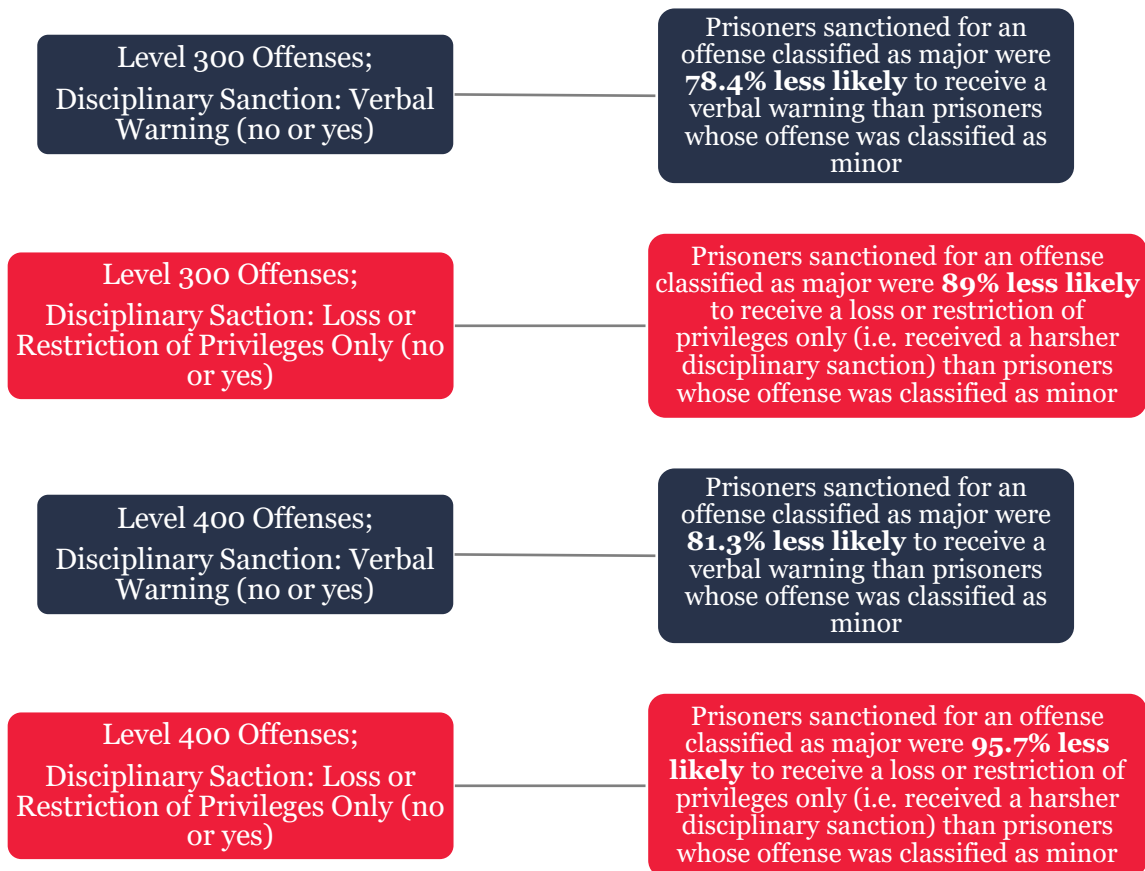 Level 300 Offenses;
Disciplinary Sanction: Verbal
Warning (no or yes)
Prisoners sanctioned for an
offense classified as major were
78.4% less likely to receive a
verbal warning than prisoners
whose offense was classified as
minor
Level 300 Offenses;
Disciplinary Saction: Loss or
Restriction of Privileges Only (no
or yes)
Prisoners sanctioned for an offense
classified as major were 89% less likely
to receive a loss or restriction of
privileges only (i.e. received a harsher
disciplinary sanction) than prisoners
whose offense was classified as minor
Level 400 Offenses;
Disciplinary Sanction: Verbal
Warning (no or yes)
Prisoners sanctioned for an
offense classified as major were
81.3% less likely to receive a
verbal warning than prisoners
whose offense was classified as
minor
Level 400 Offenses;
Disciplinary Saction: Loss or
Restriction of Privileges Only (no
or yes)
Prisoners sanctioned for an offense
classified as major were 95.7% less
likely to receive a loss or restriction of
privileges only (i.e. received a harsher
disciplinary sanction) than prisoners
whose offense was classified as minor